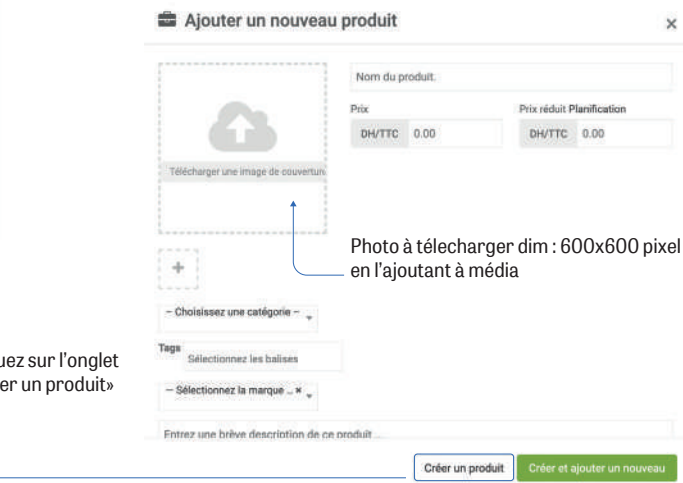 Ajouter un nouveau produit
×
Nom du produit.
Prix
Prix réduit Planification
DH/TTC 0.00
DH/TTC 0.00
Télécharger une image de couverture
Photo à télecharger dim : 600x600 pixel
en l'ajoutant à média
+
– Choisissez une catégorie –
Tags
Sélectionnez les balises
— Sélectionnez la marque .. ×
uez sur l'onglet
er un produit»
Entrez une brève description de ce produit ...
Créer un produit
Créer et ajouter un nouveau